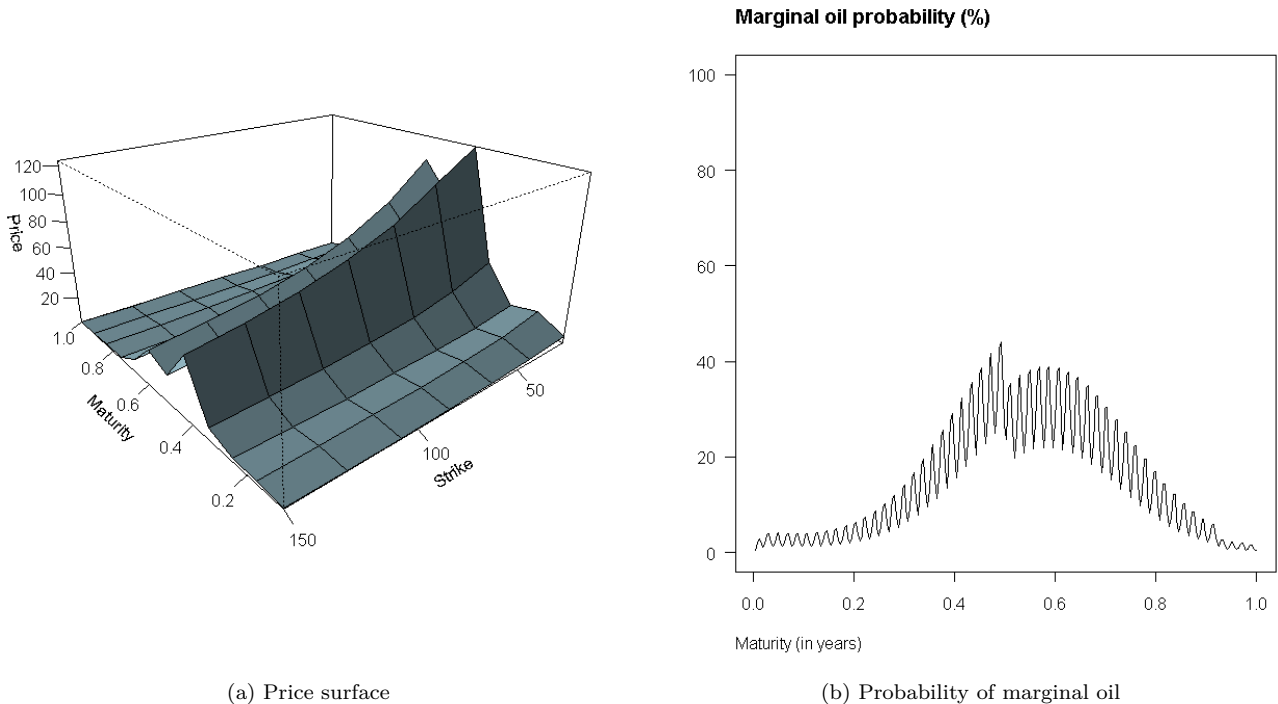 Marginal oil probability (%)
120
100
80
60
40
20
Price
1.0
0.8
0.6
0.4
0.2
Maturity
50
100
150
Strike
100
80
60
40
20
0
0.0 0.2 0.4 0.6 0.8 1.0
Maturity (in years)
(a) Price surface
(b) Probability of marginal oil